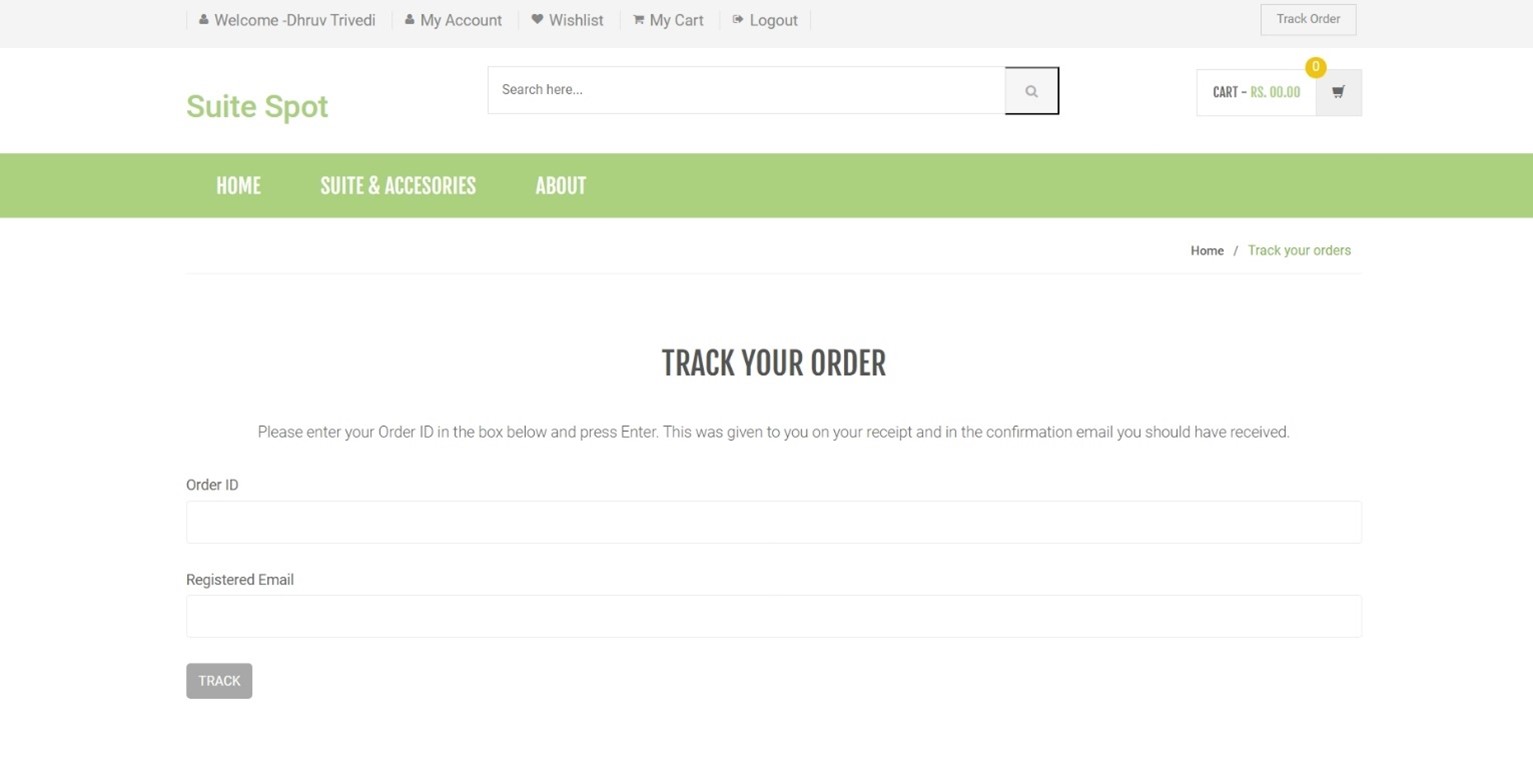 Welcome -Dhruv Trivedi My Account Wishlist My Cart Logout Track Order
Suite Spot
Search here...
0
CART - RS. 00.00
HOME SUITE & ACCESORIES ABOUT
Home / Track your orders
TRACK YOUR ORDER
Please enter your Order ID in the box below and press Enter. This was given to you on your receipt and in the confirmation email you should have received.
Order ID
Registered Email
TRACK